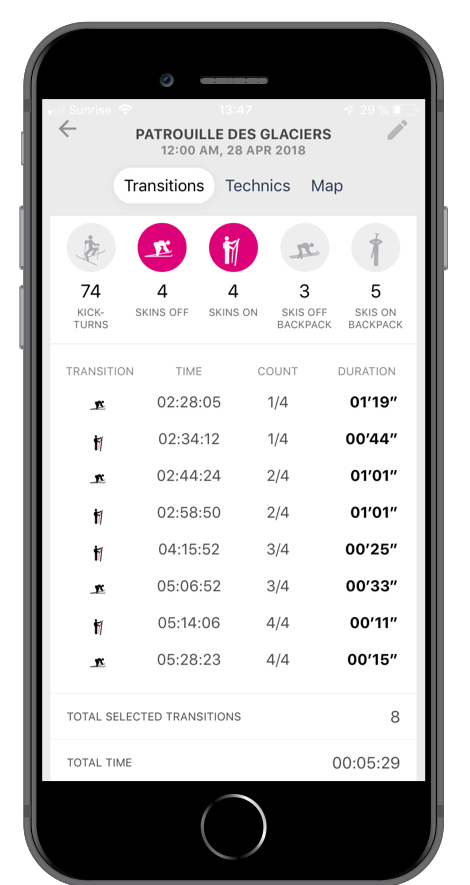 Sunrise 13:47 29 %
PATROUILLE DES GLACIERS
12:00 AM, 28 APR 2018
Transitions Technics Map
74 4 4 3 5
KICK- SKINS OFF SKINS ON SKIS OFF SKIS ON
TURNS BACKPACK BACKPACK
TRANSITION TIME COUNT DURATION
02:28:05 1/4 01’19”
02:34:12 1/4 00’44”
02:44:24 2/4 01’01”
02:58:50 2/4 01’01”
04:15:52 3/4 00’25”
05:06:52 3/4 00’33”
05:14:06 4/4 00’11”
05:28:23 4/4 00’15”
TOTAL SELECTED TRANSITIONS 8
TOTAL TIME 00:05:29